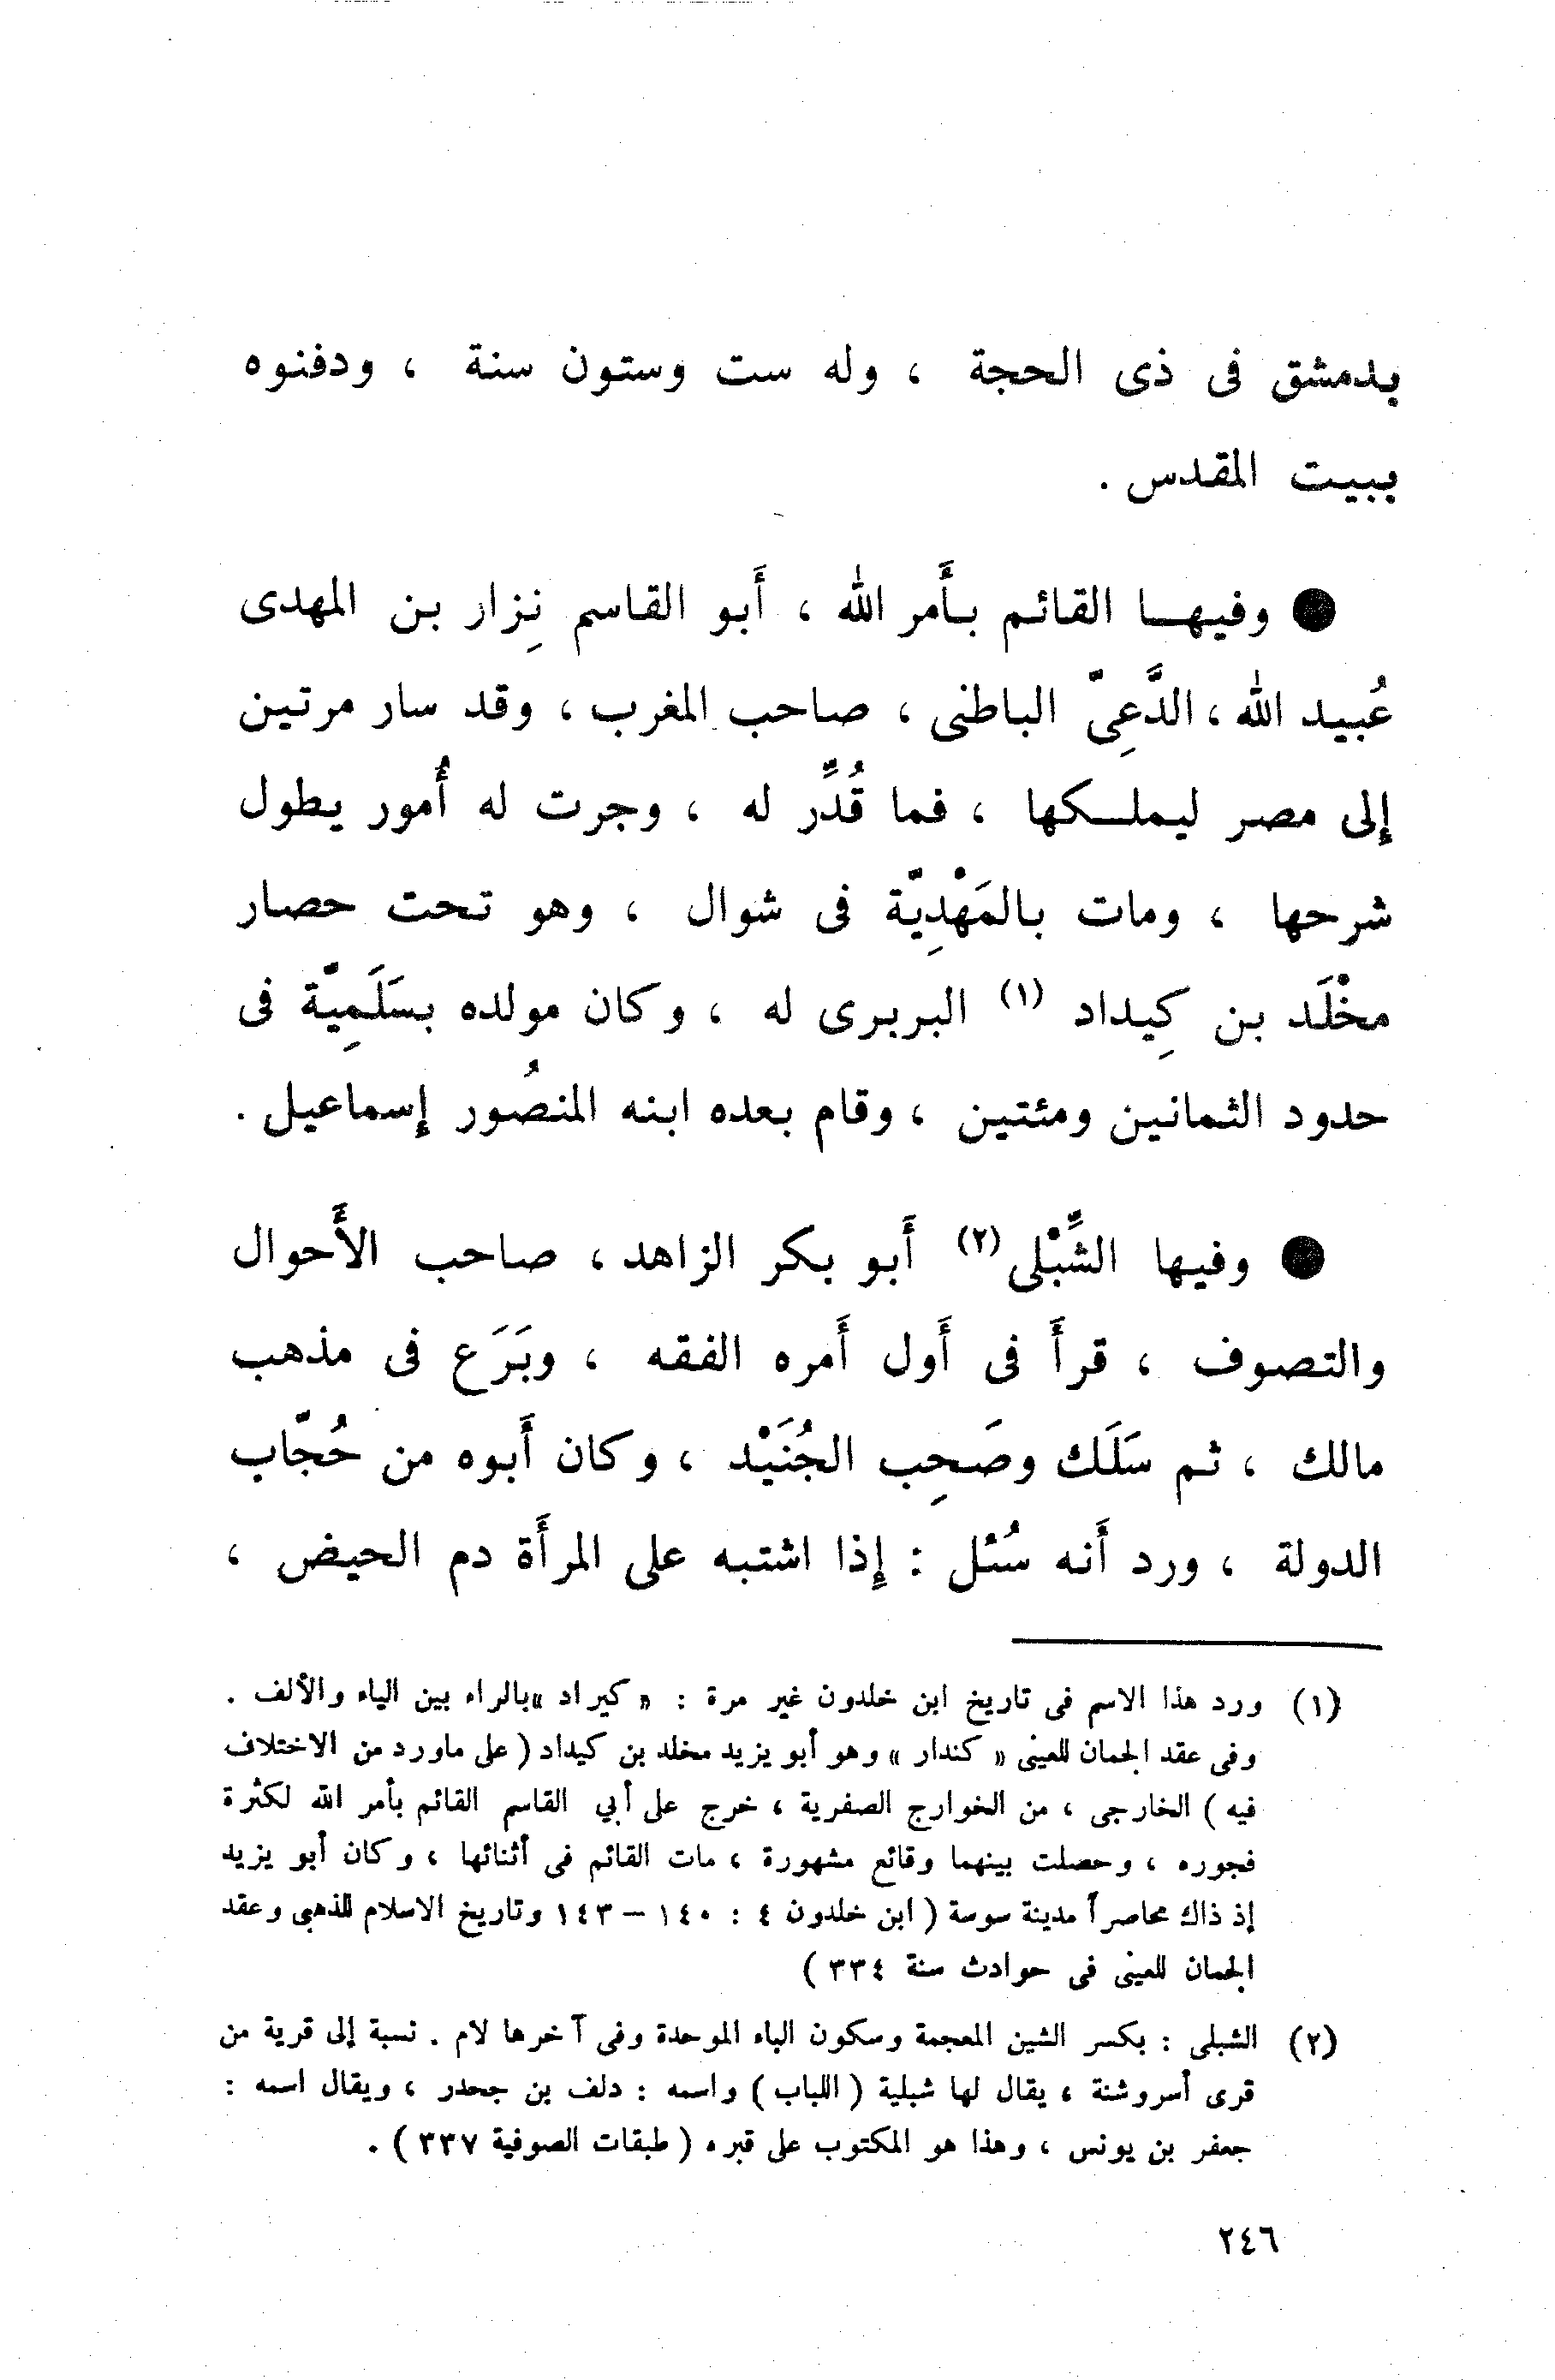 بدمشق فى ذى الحجة ، وله ست وستون سنة ، ودفنوه
ببيت المقدس .
● وفيهـا القائم بأَمر الله ، أَبو القاسم نِزار بن المهدى
عُبيد الله ، الدَّعِىّ الباطنى ، صاحب المغرب ، وقد سار مرتين
إلى مصر ليملـكها ، فما قُدِّر له ، وجرت له أُمور يطول
شرحها ، ومات بالمَهْدِيّة فى شوال ، وهو تحت حصار
مخْلَد بن كِيداد (١) البربرى له ، وكان مولده بسَلَمِيّة فى
حدود الثمانين ومئتين ، وقام بعده ابنه المنصُور إسماعيل .
● وفيها الشِّبْلى (٢) أَبو بكر الزاهد ، صاحب الأَحوال
والتصوف ، قرأَ فى أَول أَمره الفقه ، وبَرَع فى مذهب
مالك ، ثم سَلَك وصَحِب الجُنَيْد ، وكان أَبوه من حُجّاب
الدولة ، ورد أَنه سُئل : إذا اشتبه على المرأَة دم الحيض ،
(١) ورد هذا الاسم فى تاريخ ابن خلدون غير مرة : « كيراد » بالراء بين الياء والألف .
وفى عقد الجمان للعينى « كندار » وهو أبو يزيد مخلد بن كيداد ( على ماورد من الاختلاف
فيه ) الخارجى ، من الخوارج الصفرية ، خرج على أبي القاسم القائم بأمر الله لكثرة
فجوره ، وحصلت بينهما وقائع مشهورة ، مات القائم فى أثنائها ، وكان أبو يزيد
إذ ذاك محاصراً مدينة سوسة ( ابن خلدون ٤ : ١٤٠ – ١٤٣ وتاريخ الاسلام للذهبى وعقد
الجمان للعينى فى حوادث سنة ٣٣٤ )
(٢) الشبلى : بكسر الشين المعجمة وسكون الباء الموحدة وفى آخرها لام . نسبة إلى قرية من
قرى أسروشنة ، يقال لها شبلية ( اللباب ) واسمه : دلف بن جحدر ، ويقال اسمه :
جعفر بن يونس ، وهذا هو المكتوب على قبره ( طبقات الصوفية ٣٣٧ ) .
٢٤٦